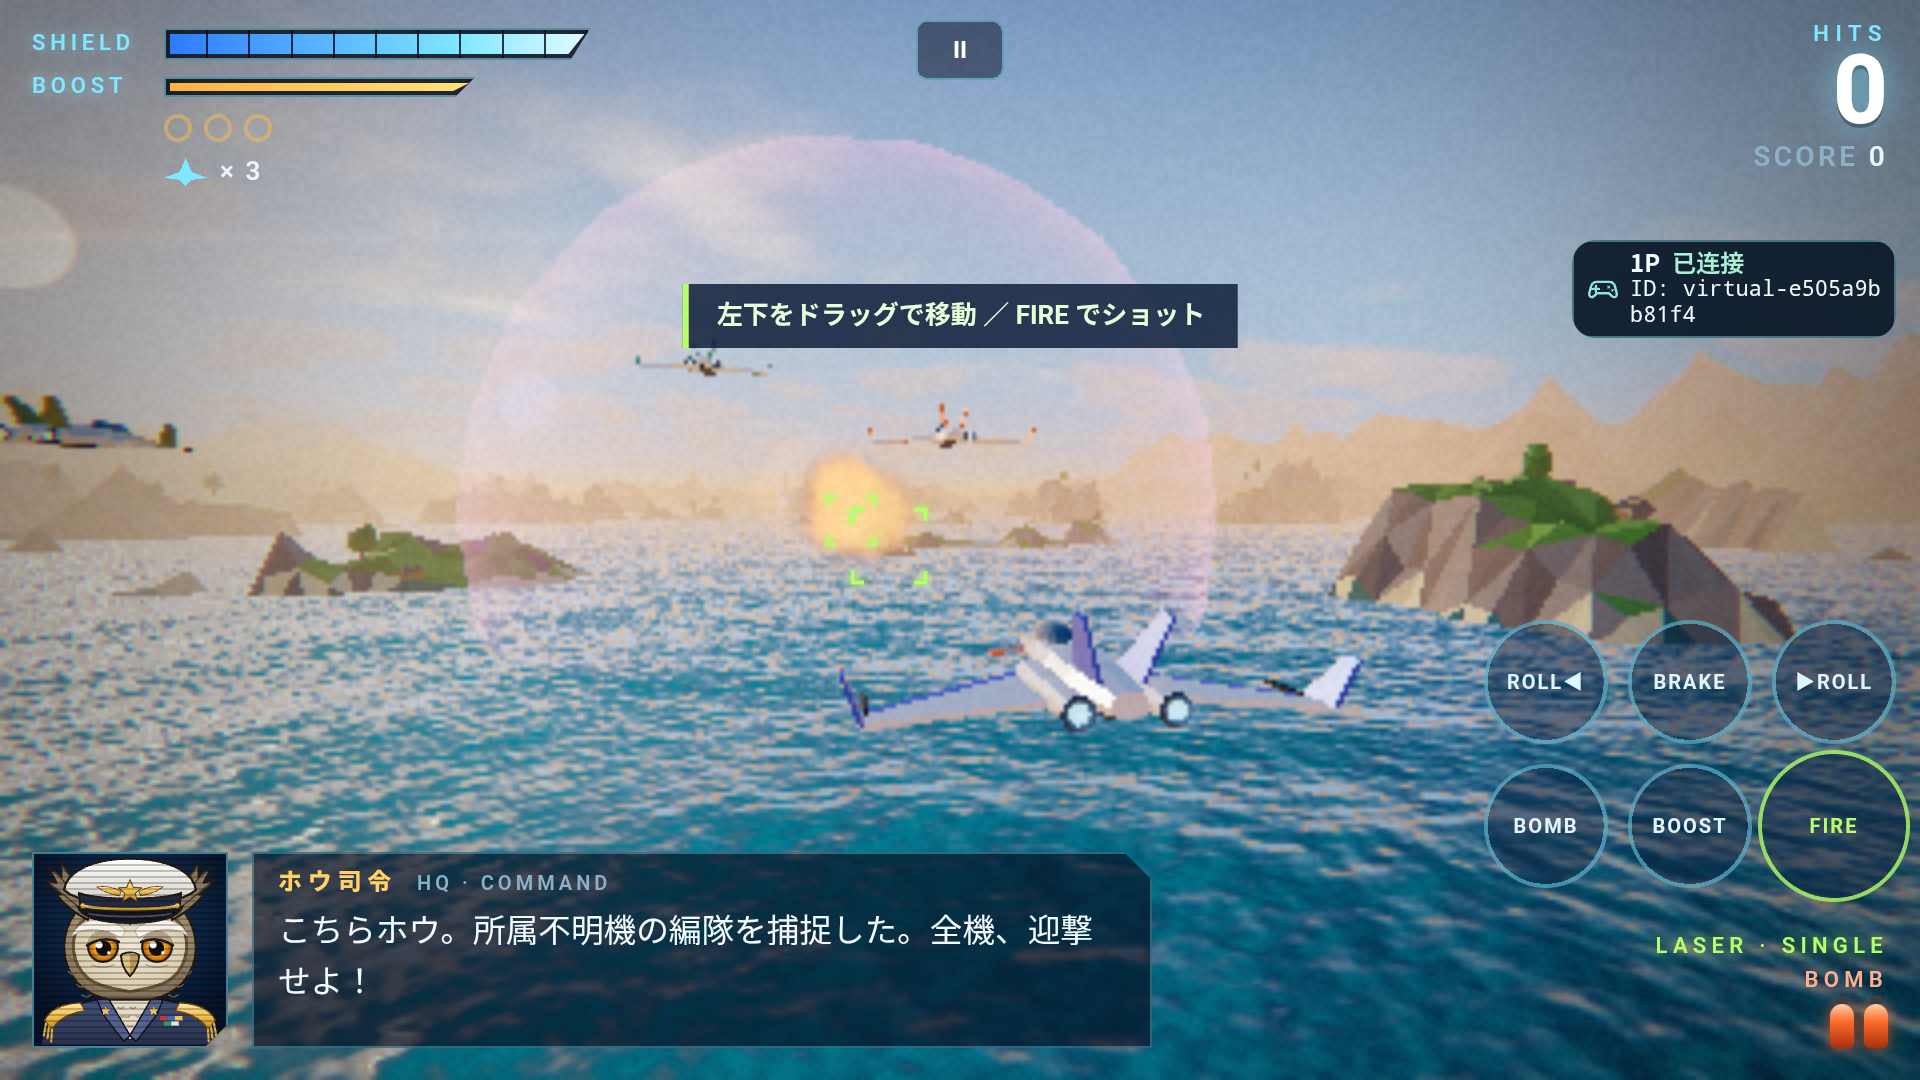 SHIELD
BOOST
× 3
HITS
0
SCORE 0
1P 已连接
ID: virtual-e505a9b
b81f4
左下をドラッグで移動 ／ FIRE でショット
ROLL◀
BRAKE
▶ROLL
BOMB
BOOST
FIRE
ホウ司令 HQ · COMMAND
こちらホウ。所属不明機の編隊を捕捉した。全機、迎撃
せよ！
LASER · SINGLE
BOMB